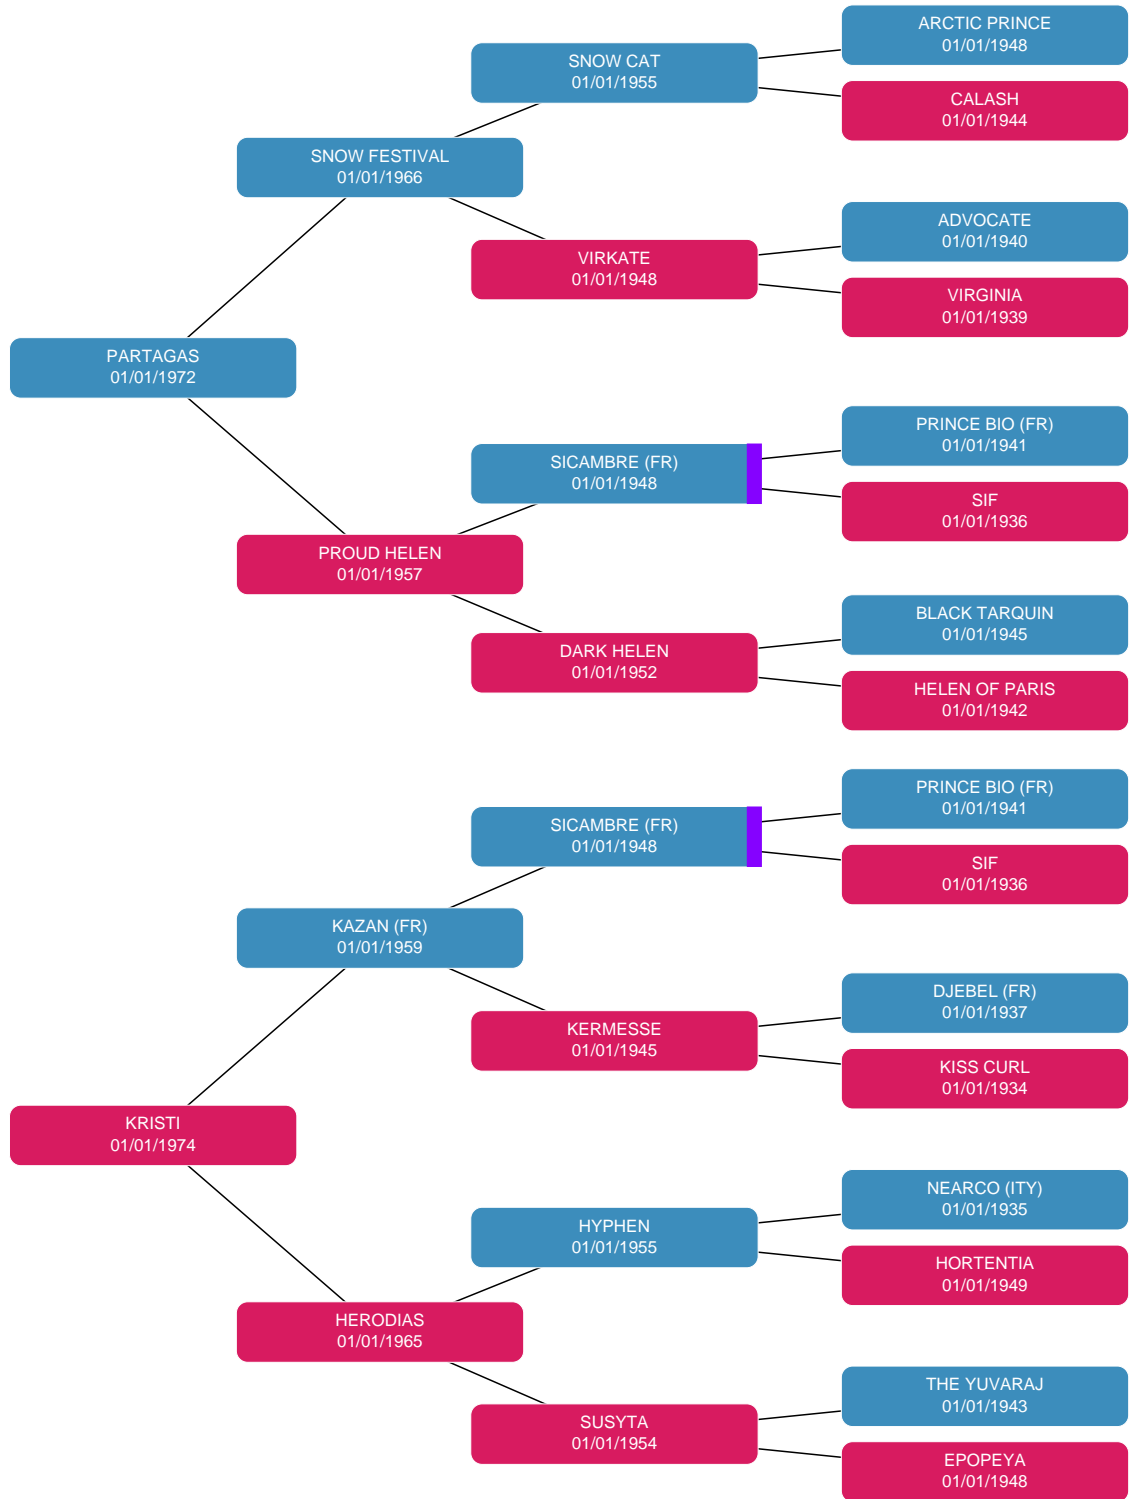 ARCTIC PRINCE
01/01/1948
SNOW CAT
01/01/1955
CALASH
01/01/1944
SNOW FESTIVAL
01/01/1966
ADVOCATE
01/01/1940
VIRKATE
01/01/1948
VIRGINIA
01/01/1939
PARTAGAS
01/01/1972
PRINCE BIO (FR)
01/01/1941
SICAMBRE (FR)
01/01/1948
SIF
01/01/1936
PROUD HELEN
01/01/1957
BLACK TARQUIN
01/01/1945
DARK HELEN
01/01/1952
HELEN OF PARIS
01/01/1942
PRINCE BIO (FR)
01/01/1941
SICAMBRE (FR)
01/01/1948
SIF
01/01/1936
KAZAN (FR)
01/01/1959
DJEBEL (FR)
01/01/1937
KERMESSE
01/01/1945
KISS CURL
01/01/1934
KRISTI
01/01/1974
NEARCO (ITY)
01/01/1935
HYPHEN
01/01/1955
HORTENTIA
01/01/1949
HERODIAS
01/01/1965
THE YUVARAJ
01/01/1943
SUSYTA
01/01/1954
EPOPEYA
01/01/1948